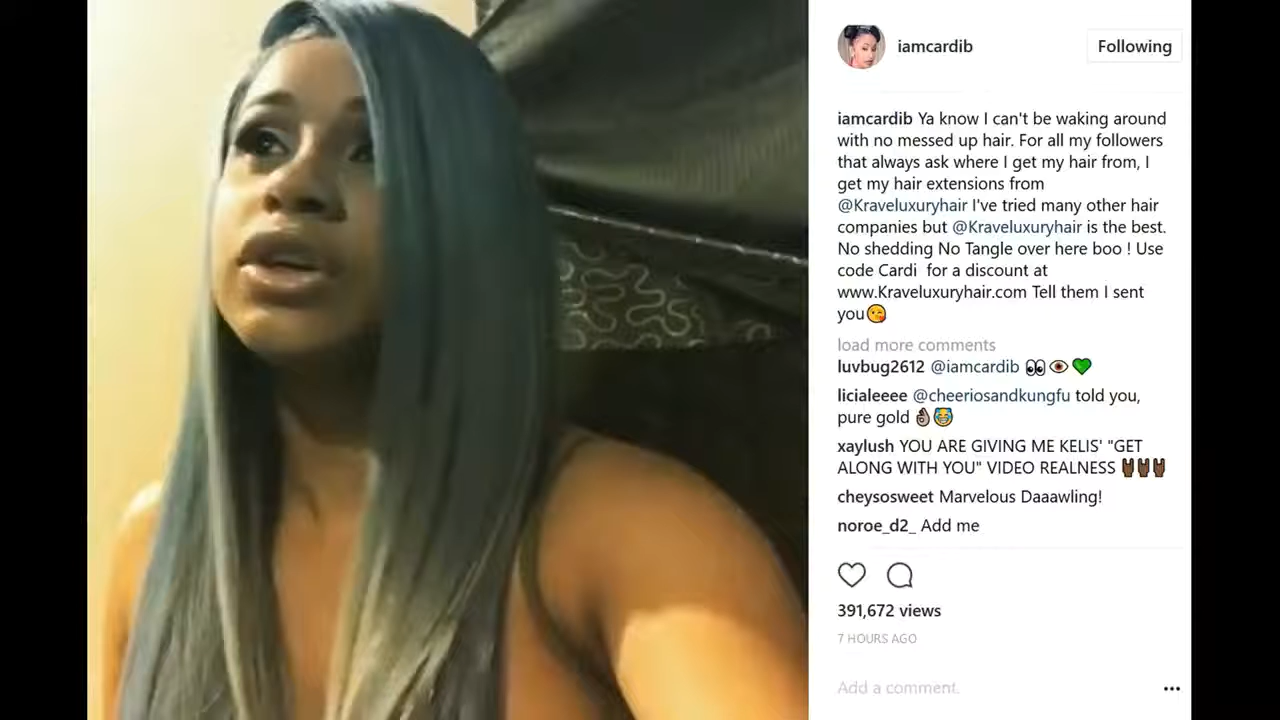 iamcardib
Following
iamcardib Ya know I can't be waking around
with no messed up hair. For all my followers
that always ask where I get my hair from, I
get my hair extensions from
@Kraveluxuryhair I've tried many other hair
companies but @Kraveluxuryhair is the best.
No shedding No Tangle over here boo ! Use
code Cardi  for a discount at
www.Kraveluxuryhair.com Tell them I sent
you😘
load more comments
luvbug2612 @iamcardib 👀👁💚
licialeeee @cheeriosandkungfu told you,
pure gold 👌🏽😂
xaylush YOU ARE GIVING ME KELIS' "GET
ALONG WITH YOU" VIDEO REALNESS 🤘🏾🤘🏾🤘🏾
cheysosweet Marvelous Daaawling!
noroe_d2_ Add me
391,672 views
7 HOURS AGO
Add a comment.